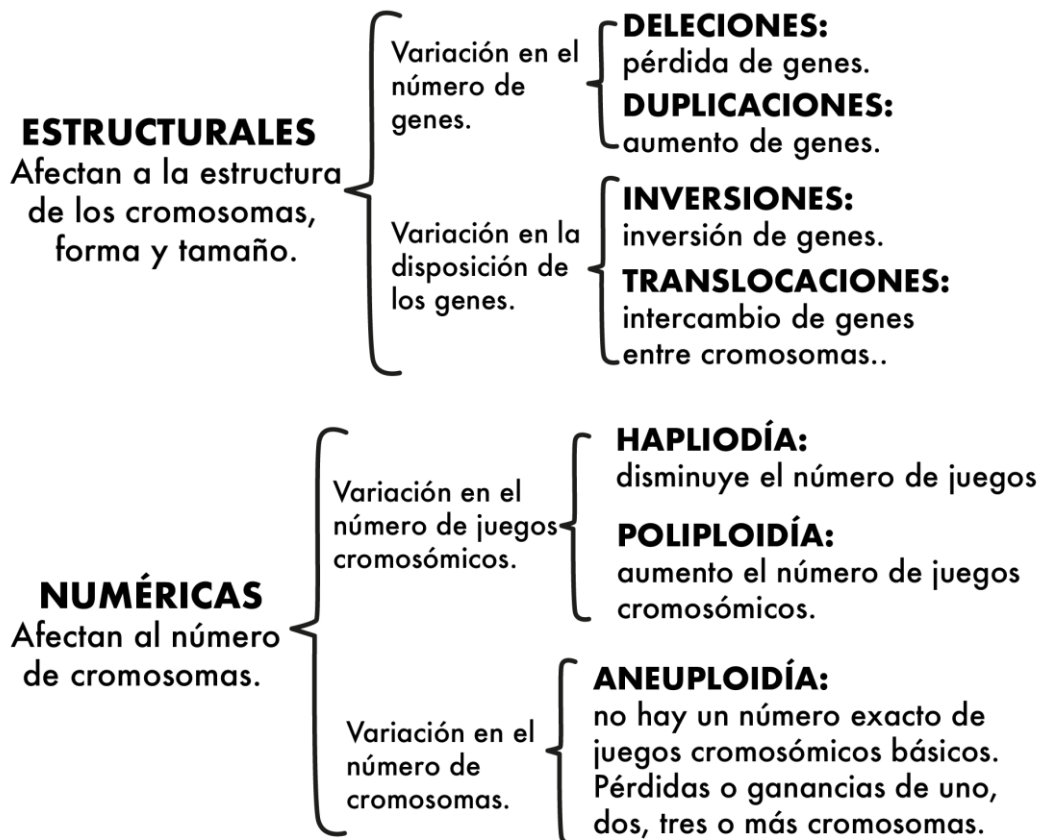 ESTRUCTURALES
Afectan a la estructura
de los cromosomas,
forma y tamaño.
Variación en el
número de
genes.
DELECIONES:
pérdida de genes.
DUPLICACIONES:
aumento de genes.
Variación en la
disposición de
los genes.
INVERSIONES:
inversión de genes.
TRANSLOCACIONES:
intercambio de genes
entre cromosomas..
NUMÉRICAS
Afectan al número
de cromosomas.
Variación en el
número de juegos
cromosómicos.
HAPLIODÍA:
disminuye el número de juegos
POLIPLOIDÍA:
aumento el número de juegos
cromosómicos.
Variación en el
número de
cromosomas.
ANEUPLOIDÍA:
no hay un número exacto de
juegos cromosómicos básicos.
Pérdidas o ganancias de uno,
dos, tres o más cromosomas.